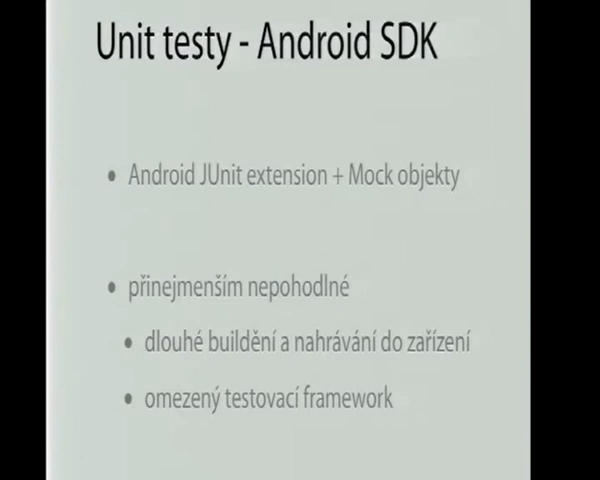 Unit testy - Android SDK
Android JUnit extension + Mock objekty
přinejmenším nepohodlné
dlouhé buildění a nahrávání do zařízení
omezený testovací framework